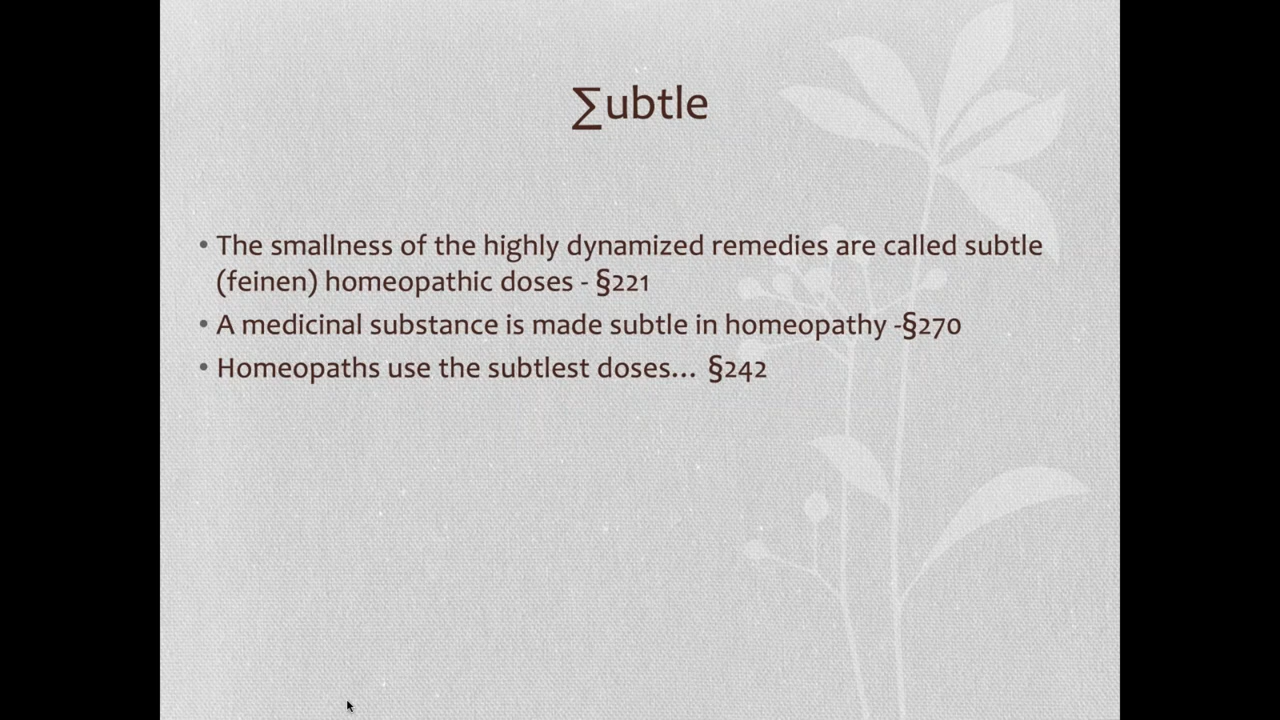 ∑ubtle
• The smallness of the highly dynamized remedies are called subtle
(feinen) homeopathic doses - §221
• A medicinal substance is made subtle in homeopathy -§270
• Homeopaths use the subtlest doses… §242